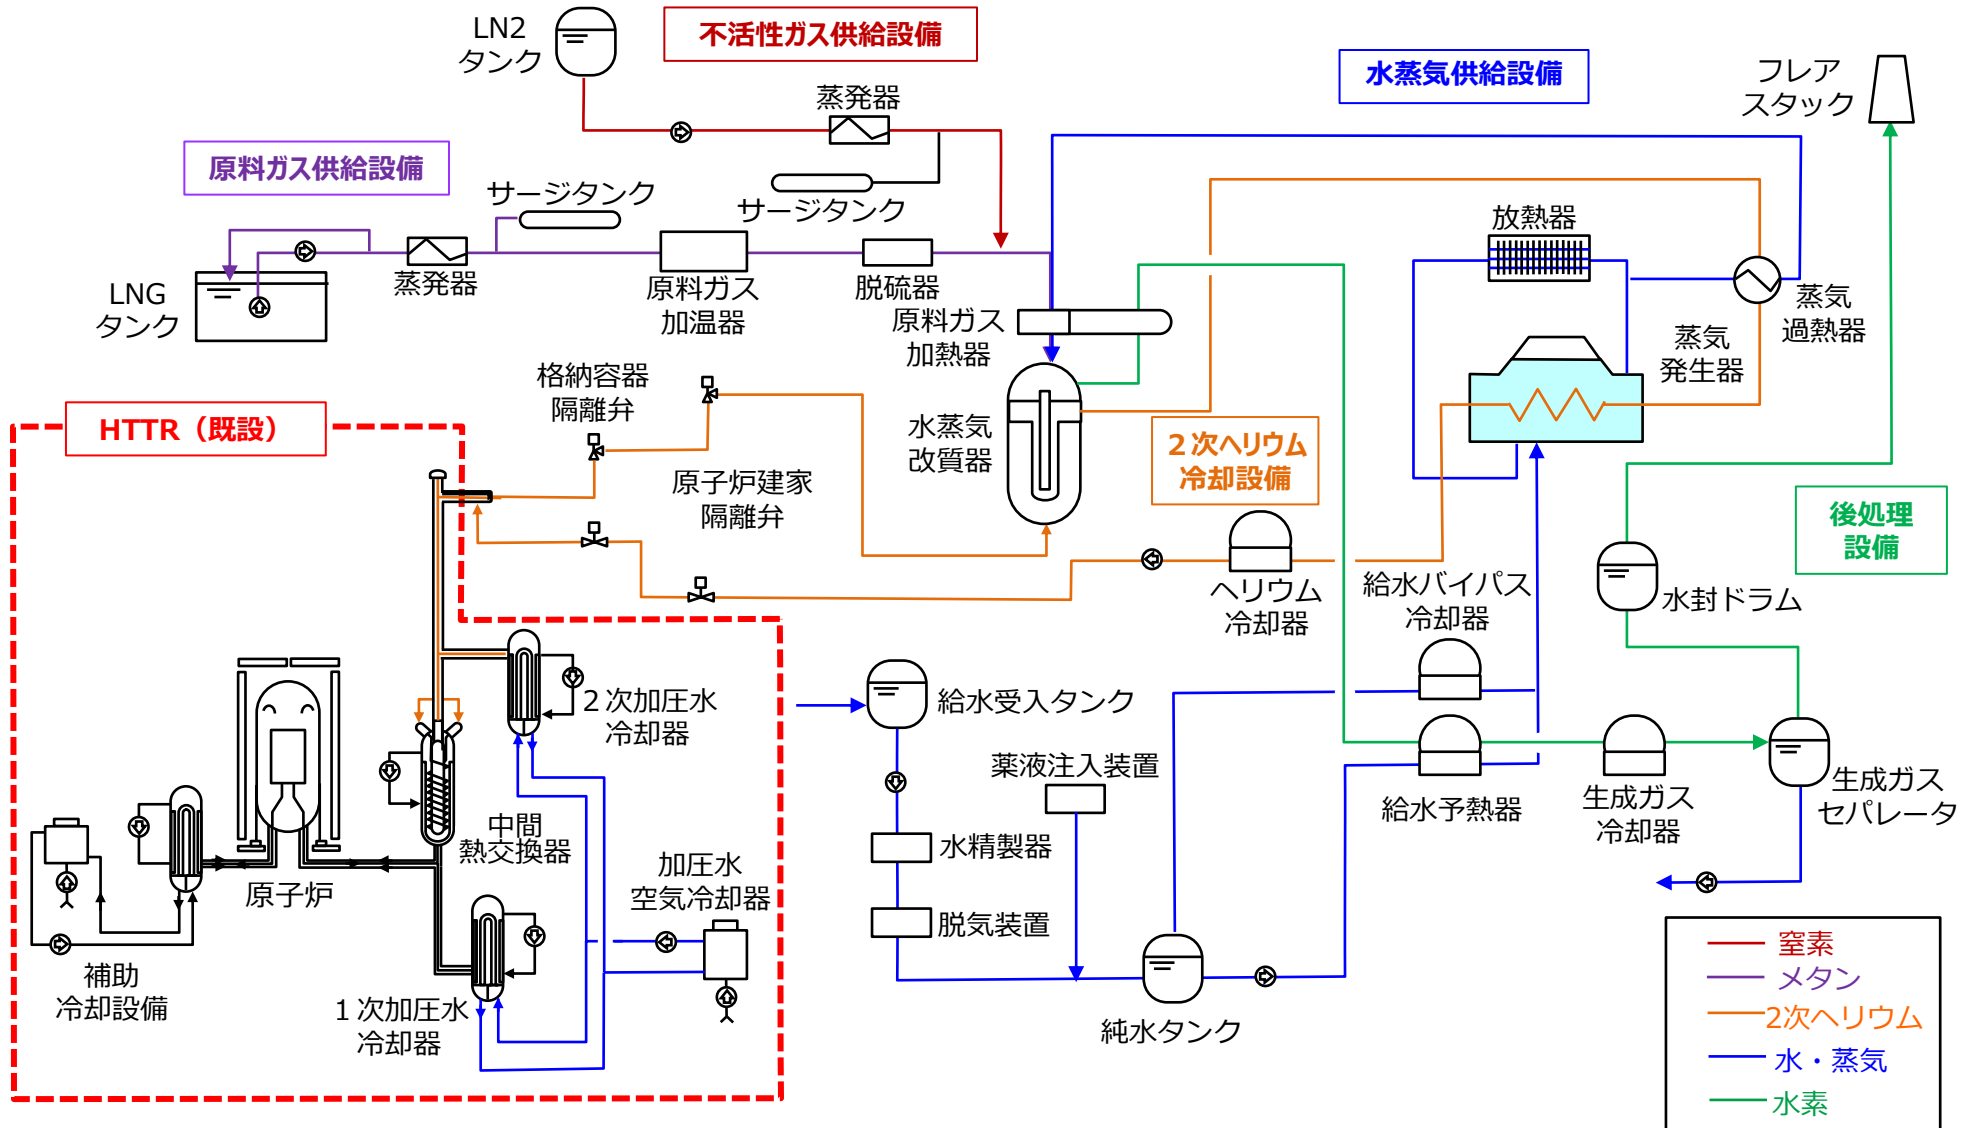 LN2
タンク
不活性ガス供給設備
水蒸気供給設備
フレア
スタック
蒸発器
原料ガス供給設備
サージタンク
サージタンク
放熱器
LNG
タンク
蒸発器
原料ガス
加温器
脱硫器
原料ガス
加熱器
蒸気
過熱器
蒸気
発生器
格納容器
隔離弁
HTTR（既設）
水蒸気
改質器
2次ヘリウム
冷却設備
原子炉建家
隔離弁
後処理
設備
ヘリウム
冷却器
給水バイパス
冷却器
水封ドラム
2次加圧水
冷却器
給水受入タンク
薬液注入装置
給水予熱器
生成ガス
冷却器
生成ガス
セパレータ
中間
熱交換器
水精製器
加圧水
空気冷却器
原子炉
脱気装置
補助
冷却設備
1次加圧水
冷却器
純水タンク
窒素
メタン
2次ヘリウム
水・蒸気
水素